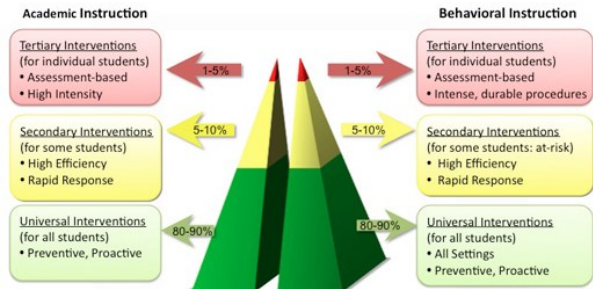 Academic Instruction
Tertiary Interventions
(for individual students)
• Assessment-based
• High Intensity
1-5%
Secondary Interventions
(for some students)
• High Efficiency
• Rapid Response
5-10%
Universal Interventions
(for all students)
• Preventive, Proactive
80-90%
Behavioral Instruction
Tertiary Interventions
(for individual students)
• Assessment-based
• Intense, durable procedures
1-5%
Secondary Interventions
(for some students: at-risk)
• High Efficiency
• Rapid Response
5-10%
Universal Interventions
(for all students)
• All Settings
• Preventive, Proactive
80-90%